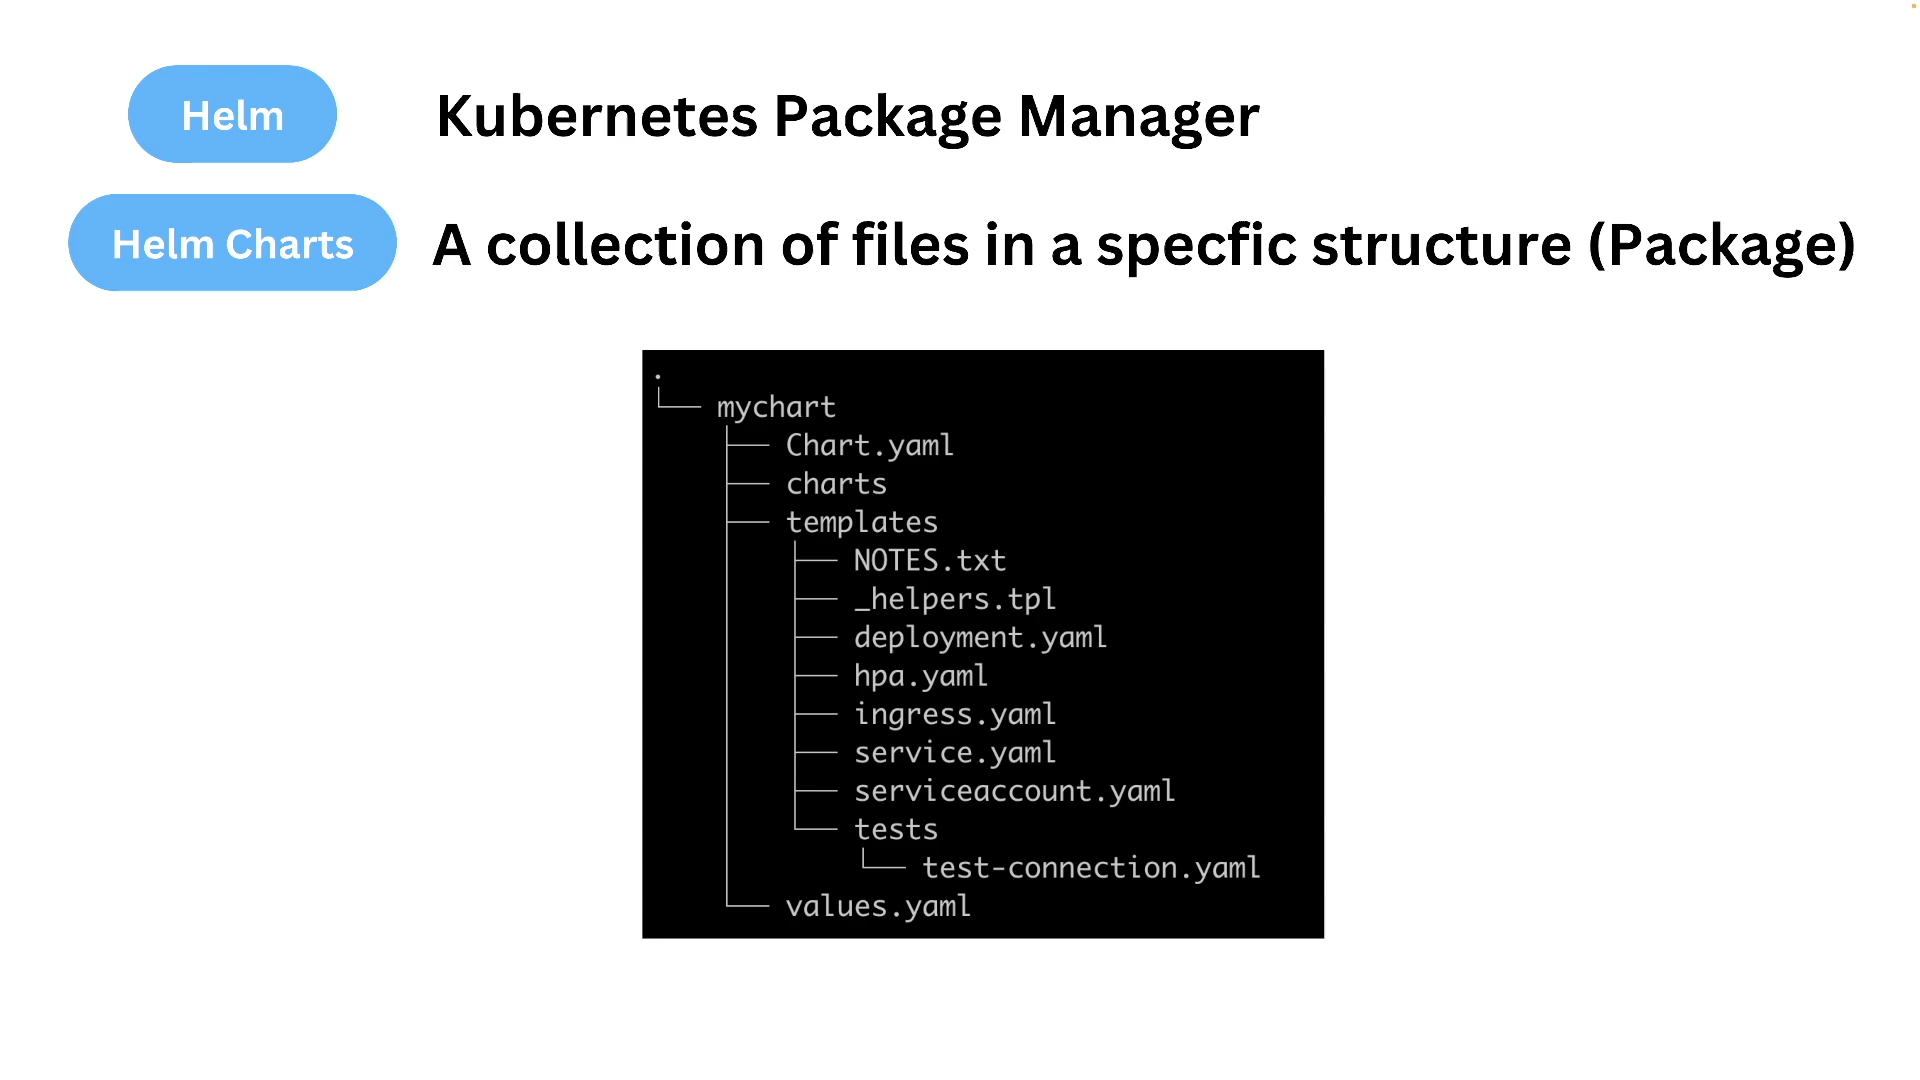 Helm
Kubernetes Package Manager
Helm Charts
A collection of files in a specfic structure (Package)
.
└── mychart
    ├── Chart.yaml
    ├── charts
    ├── templates
    │   ├── NOTES.txt
    │   ├── _helpers.tpl
    │   ├── deployment.yaml
    │   ├── hpa.yaml
    │   ├── ingress.yaml
    │   ├── service.yaml
    │   ├── serviceaccount.yaml
    │   └── tests
    │       └── test-connection.yaml
    └── values.yaml